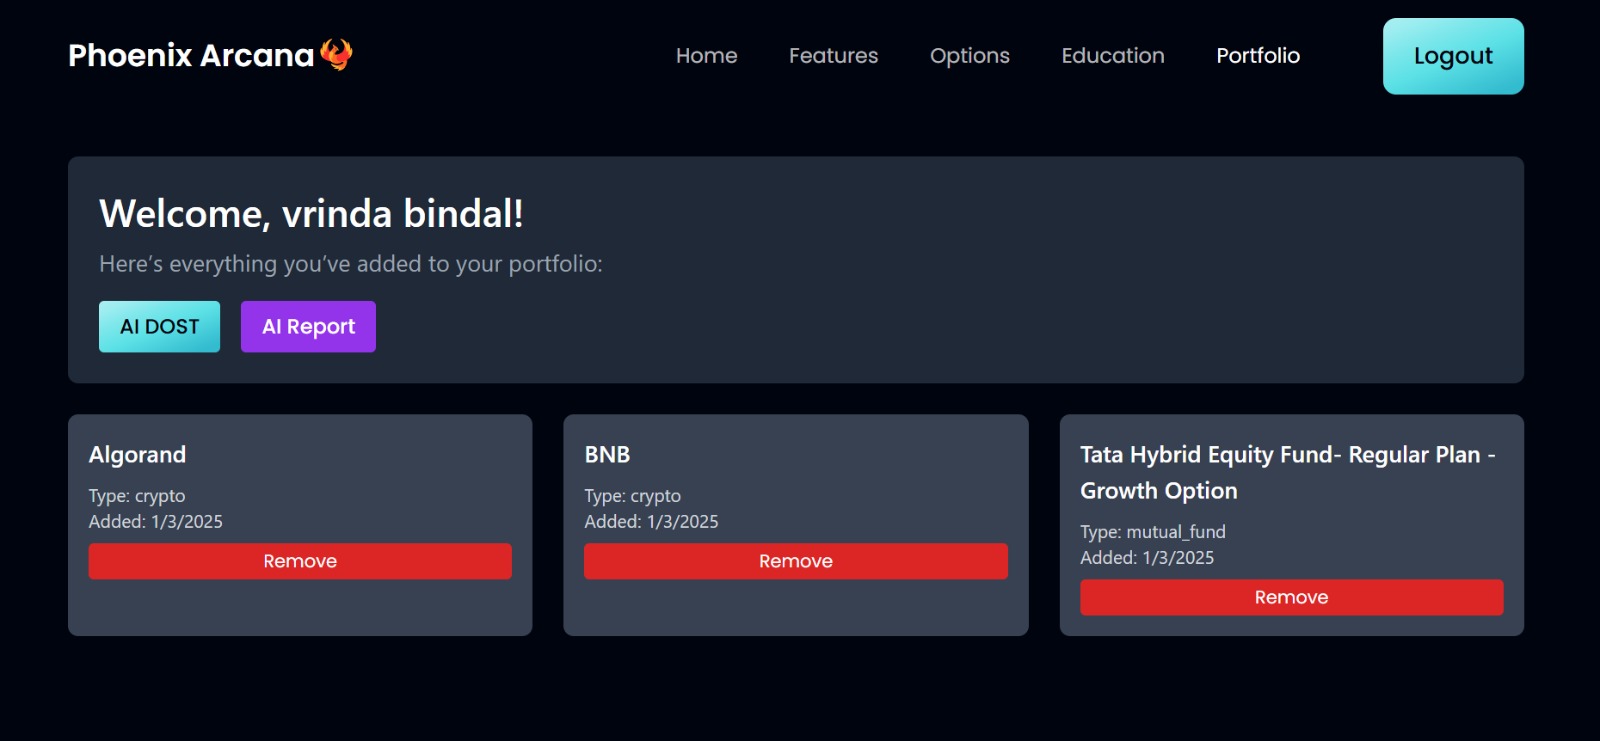 Phoenix Arcana
Home Features Options Education Portfolio Logout
Welcome, vrinda bindal!
Here’s everything you’ve added to your portfolio:
AI DOST AI Report
Algorand
Type: crypto
Added: 1/3/2025
Remove
BNB
Type: crypto
Added: 1/3/2025
Remove
Tata Hybrid Equity Fund- Regular Plan -
Growth Option
Type: mutual_fund
Added: 1/3/2025
Remove